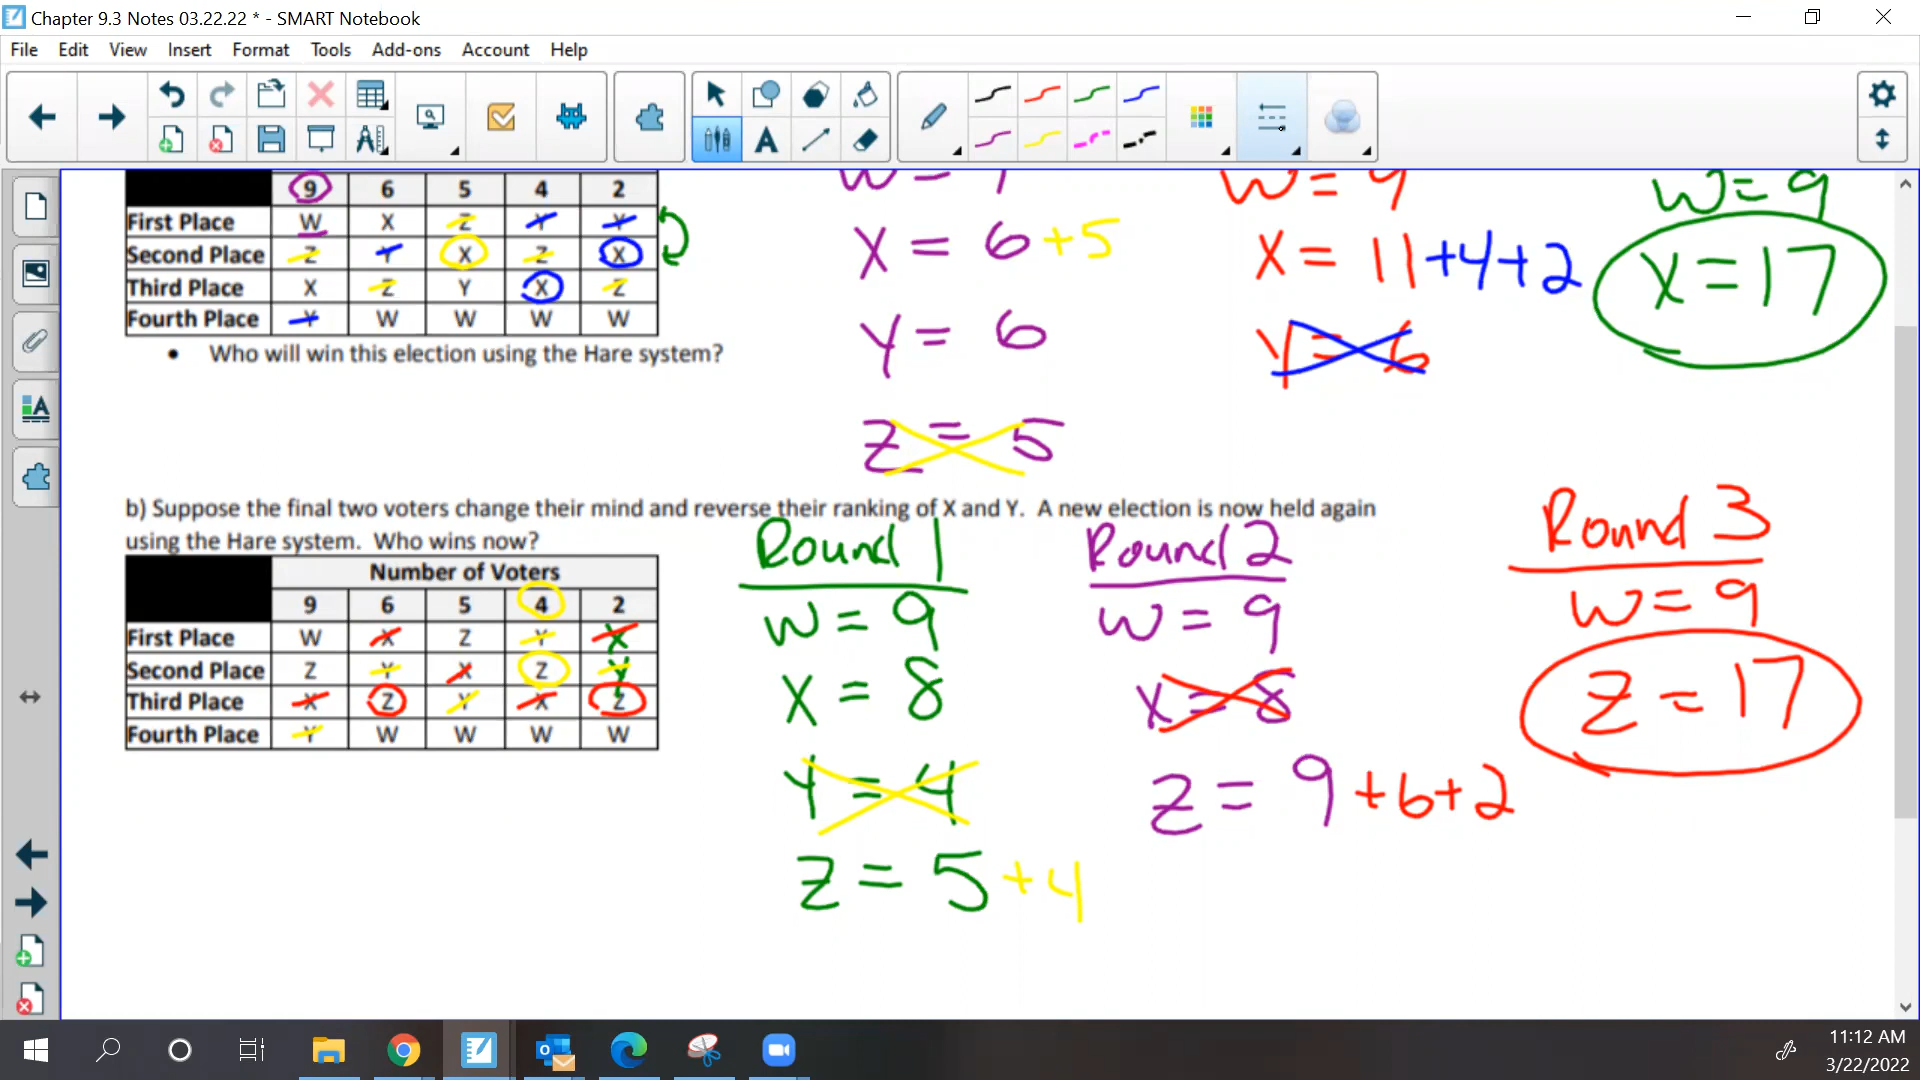 Chapter 9.3 Notes 03.22.22 * - SMART Notebook
File Edit View Insert Format Tools Add-ons Account Help
9 6 5 4 2
First Place W X Z Y Y
Second Place Z Y X Z X
Third Place X Z Y X Z
Fourth Place Y W W W W
• Who will win this election using the Hare system?
X = 6 +5
Y = 6
Z = 5
W = 9
X = 11 +4+2
Y = 6
W = 9
X = 17
b) Suppose the final two voters change their mind and reverse their ranking of X and Y. A new election is now held again
using the Hare system. Who wins now?
Number of Voters
9 6 5 4 2
First Place W X Z Y X
Second Place Z Y X Z Y
Third Place X Z Y X Z
Fourth Place Y W W W W
Round 1
W = 9
X = 8
Y = 4
Z = 5 +4
Round 2
W = 9
X = 8
Z = 9 +6+2
Round 3
W = 9
Z = 17
11:12 AM
3/22/2022